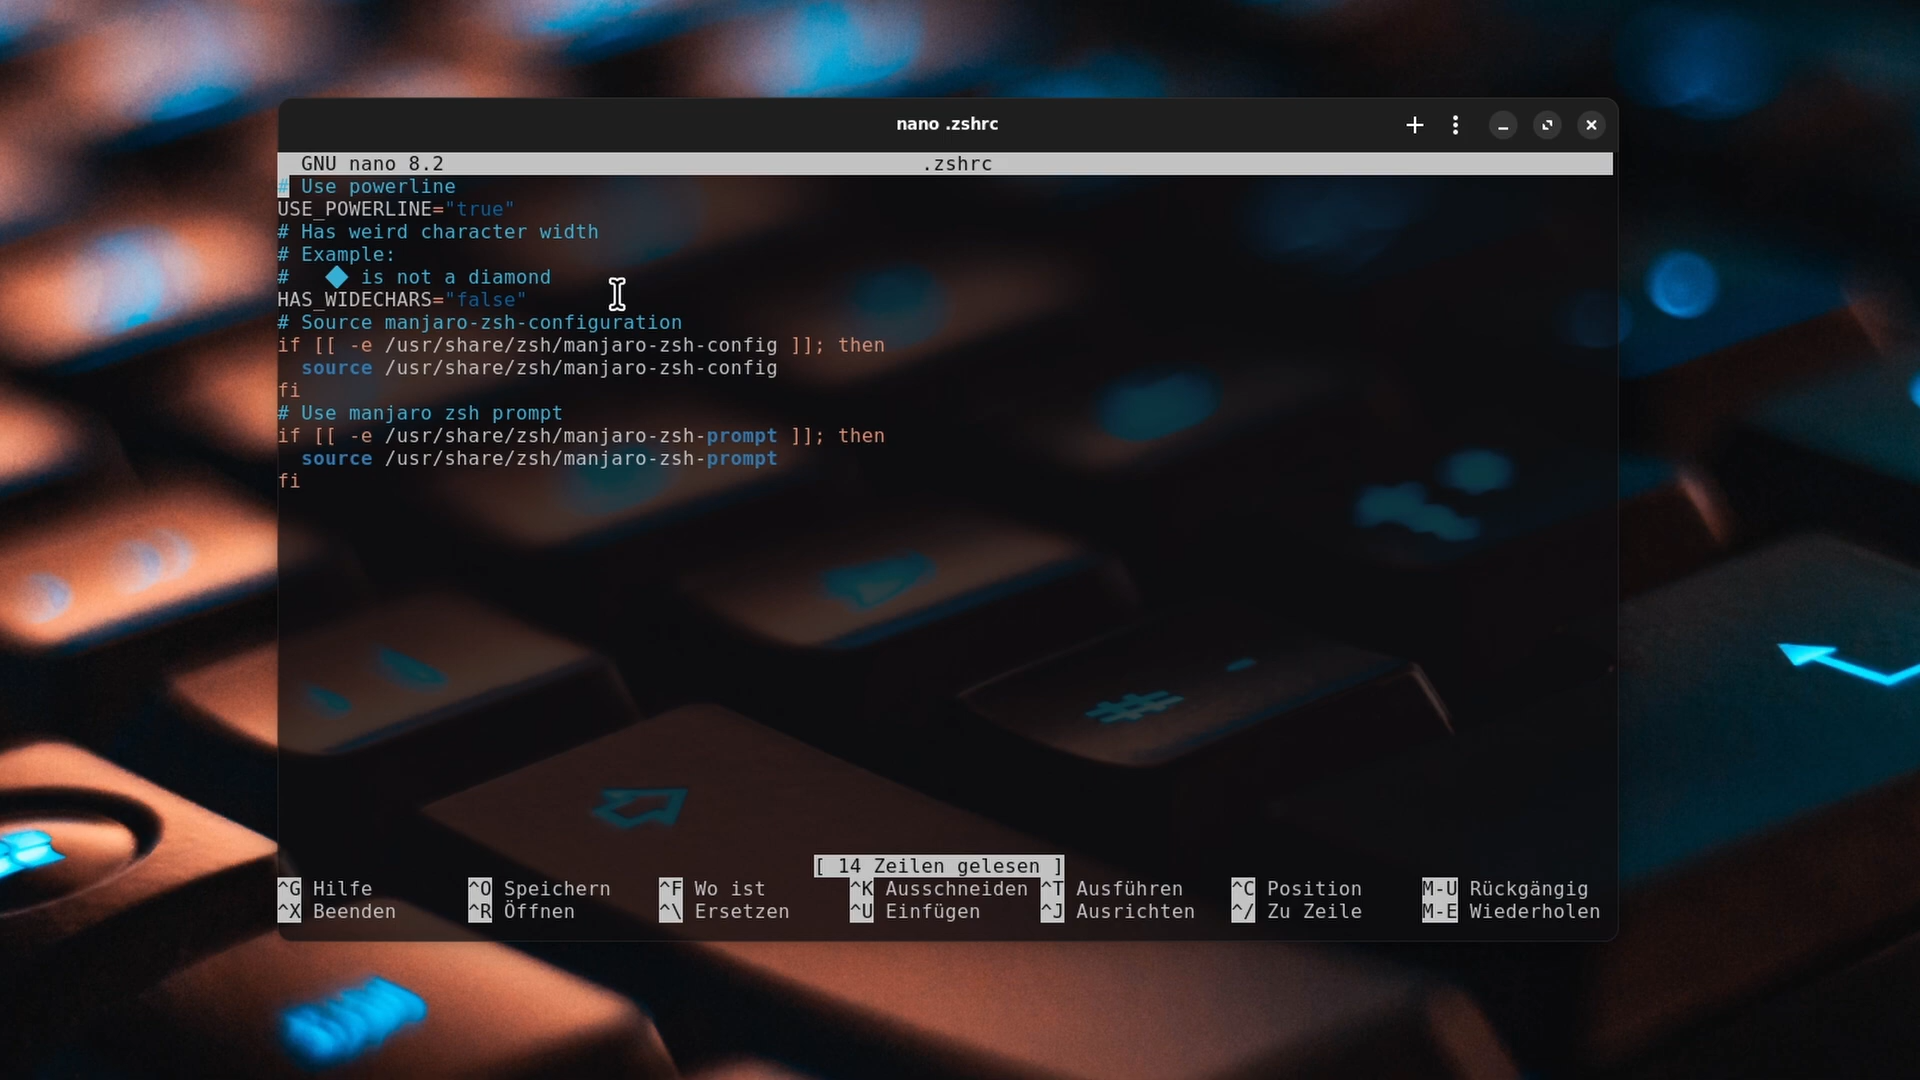 nano .zshrc
GNU nano 8.2 .zshrc
# Use powerline
USE_POWERLINE="true"
# Has weird character width
# Example:
#    is not a diamond
HAS_WIDECHARS="false"
# Source manjaro-zsh-configuration
if [[ -e /usr/share/zsh/manjaro-zsh-config ]]; then
  source /usr/share/zsh/manjaro-zsh-config
fi
# Use manjaro zsh prompt
if [[ -e /usr/share/zsh/manjaro-zsh-prompt ]]; then
  source /usr/share/zsh/manjaro-zsh-prompt
fi
[ 14 Zeilen gelesen ]
^G Hilfe ^O Speichern ^F Wo ist ^K Ausschneiden ^T Ausführen ^C Position M-U Rückgängig
^X Beenden ^R Öffnen ^\ Ersetzen ^U Einfügen ^J Ausrichten ^/ Zu Zeile M-E Wiederholen